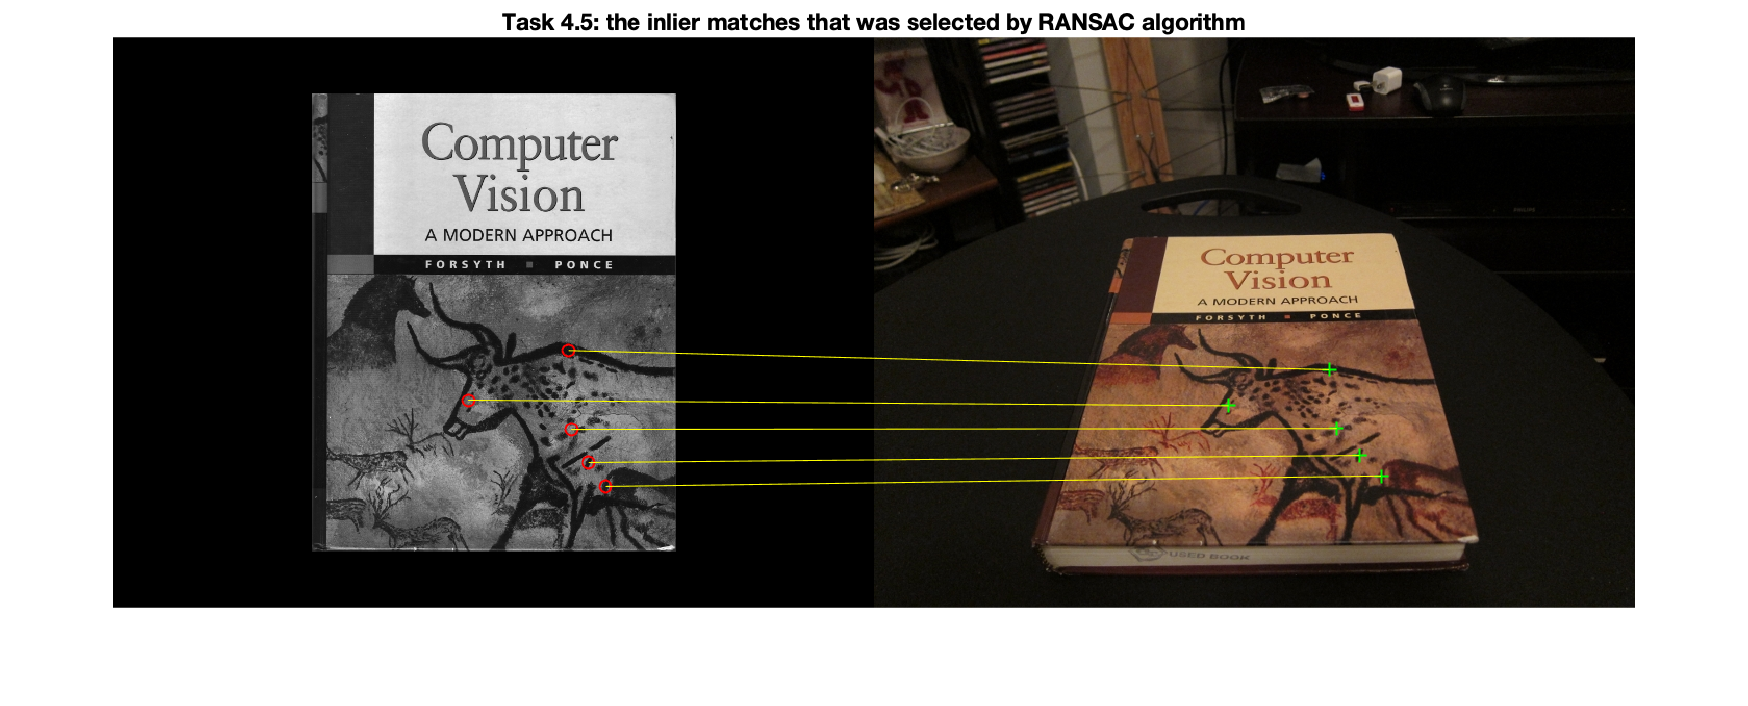 Task 4.5: the inlier matches that was selected by RANSAC algorithm
Computer
Vision
A MODERN APPROACH
FORSYTH ■ PONCE
Computer
Vision
A MODERN APPROACH
FORSYTH ■ PONCE
USED BOOK
PHILIPS